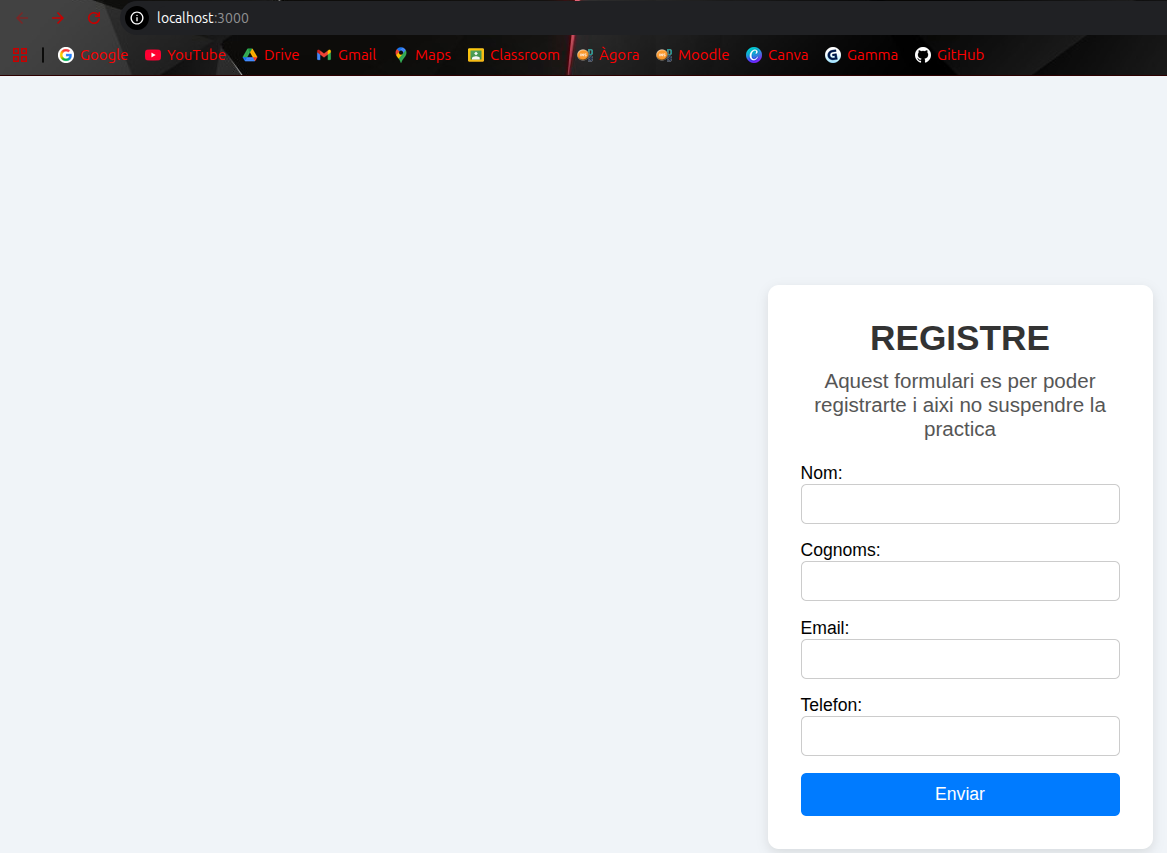 localhost:3000
Google YouTube Drive Gmail Maps Classroom Àgora Moodle Canva Gamma GitHub
REGISTRE
Aquest formulari es per poder
registrarte i aixi no suspendre la
practica
Nom:
Cognoms:
Email:
Telefon:
Enviar